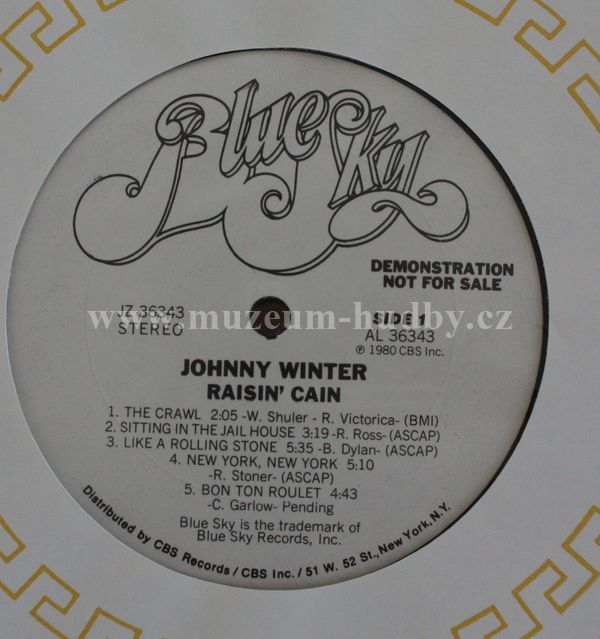 Blue Sky
DEMONSTRATION
NOT FOR SALE
JZ 36343
STEREO
www.muzeum-hudby.cz
SIDE 1
AL 36343
℗ 1980 CBS Inc.
JOHNNY WINTER
RAISIN' CAIN
1. THE CRAWL 2:05 -W. Shuler - R. Victorica- (BMI)
2. SITTING IN THE JAIL HOUSE 3:19 -R. Ross- (ASCAP)
3. LIKE A ROLLING STONE 5:35 -B. Dylan- (ASCAP)
4. NEW YORK, NEW YORK 5:10
-R. Stoner- (ASCAP)
5. BON TON ROULET 4:43
-C. Garlow- Pending
Blue Sky is the trademark of
Blue Sky Records, Inc.
Distributed by CBS Records / CBS Inc. / 51 W. 52 St., New York, N.Y.